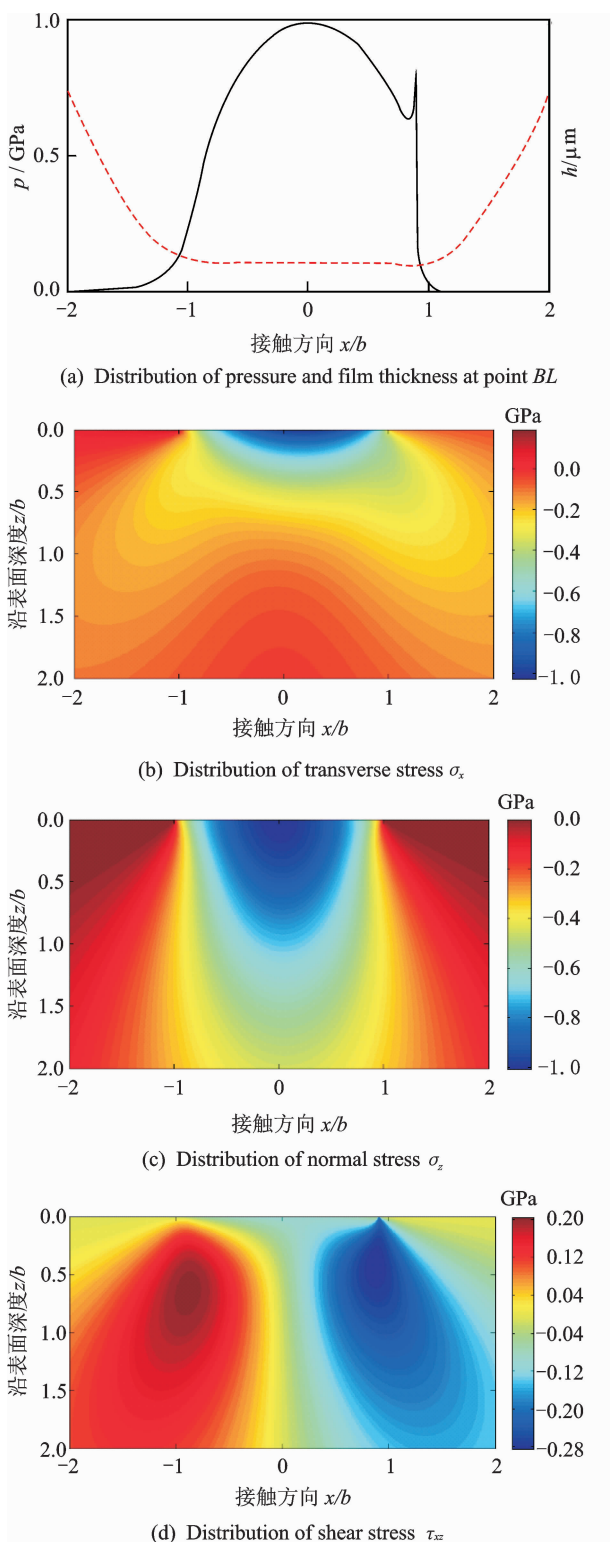 1.0
0.5
0.0
p / GPa
h/μm
−2 −1 0 1 2
接触方向 x/b
(a) Distribution of pressure and film thickness at point BL
GPa
0.0
0.5
1.0
1.5
2.0
沿表面深度z/b
0.0
−0.2
−0.4
−0.6
−0.8
−1.0
−2 −1 0 1 2
接触方向 x/b
(b) Distribution of transverse stress σx
GPa
0.0
0.5
1.0
1.5
2.0
沿表面深度z/b
0.0
−0.2
−0.4
−0.6
−0.8
−1.0
−2 −1 0 1 2
接触方向 x/b
(c) Distribution of normal stress σz
GPa
0.0
0.5
1.0
1.5
2.0
沿表面深度z/b
0.20
0.12
0.04
−0.04
−0.12
−0.20
−0.28
−2 −1 0 1 2
接触方向 x/b
(d) Distribution of shear stress τxz